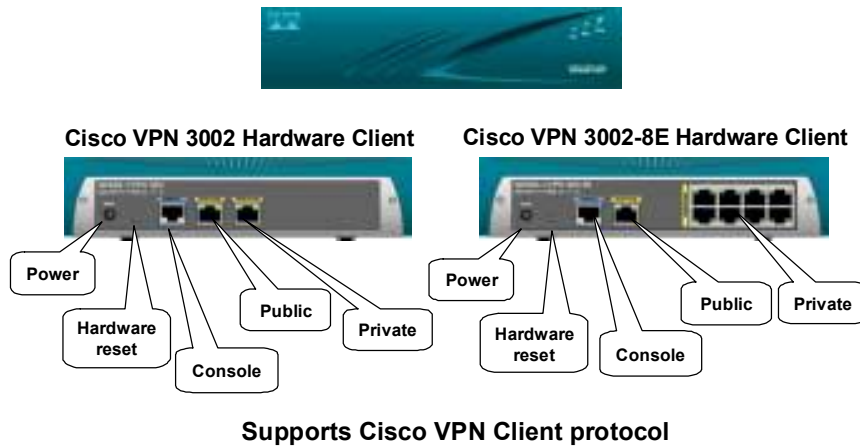 Cisco VPN 3002 Hardware Client
Cisco VPN 3002-8E Hardware Client
Power
Hardware
reset
Console
Public
Private
Power
Hardware
reset
Console
Public
Private
Supports Cisco VPN Client protocol